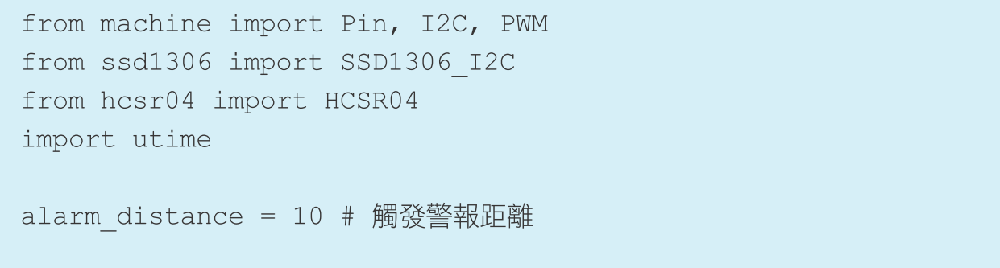 from machine import Pin, I2C, PWM
from ssd1306 import SSD1306_I2C
from hcsr04 import HCSR04
import utime
alarm_distance = 10 # 觸發警報距離